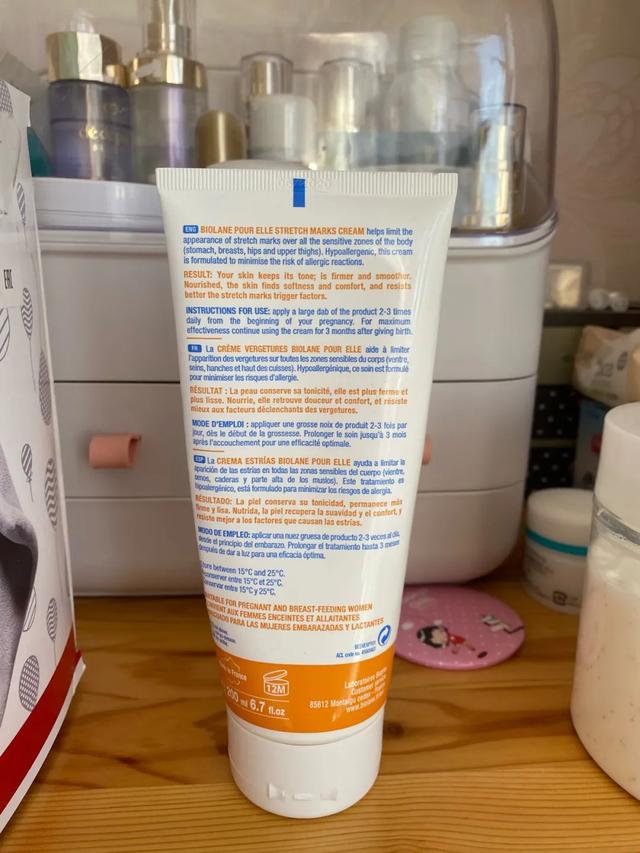 ENG BIOLANE POUR ELLE STRETCH MARKS CREAM helps limit the
appearance of stretch marks over all the sensitive zones of the body
(stomach, breasts, hips and upper thighs). Hypoallergenic, this cream
is formulated to minimise the risk of allergic reactions.
RESULT: Your skin keeps its tone; is firmer and smoother.
Nourished, the skin finds softness and comfort, and resists
better the stretch marks trigger factors.
INSTRUCTIONS FOR USE: apply a large dab of the product 2-3 times
daily from the beginning of your pregnancy. For maximum
effectiveness continue using the cream for 3 months after giving birth.
FR La CRÈME VERGETURES BIOLANE POUR ELLE aide à limiter
l'apparition des vergetures sur toutes les zones sensibles du corps (ventre,
seins, hanches et haut des cuisses). Hypoallergénique, ce soin est formulé
pour minimiser les risques d'allergie.
RÉSULTAT : La peau conserve sa tonicité, elle est plus ferme et
plus lisse. Nourrie, elle retrouve douceur et confort, et résiste
mieux aux facteurs déclenchants des vergetures.
MODE D'EMPLOI : appliquer une grosse noix de produit 2-3 fois par
jour, dès le début de la grossesse. Prolonger le soin jusqu'à 3 mois
après l'accouchement pour une efficacité optimale.
ESP La CREMA ESTRÍAS BIOLANE POUR ELLE ayuda a limitar la
aparición de las estrías en todas las zonas sensibles del cuerpo (vientre,
senos, caderas y parte alta de los muslos). Este tratamiento es
hipoalergénico, está formulado para minimizar los riesgos de alergia.
RESULTADO: La piel conserva su tonicidad, permanece más
firme y lisa. Nutrida, la piel recupera la suavidad y el confort, y
resiste mejor a los factores que causan las estrías.
MODO DE EMPLEO: aplicar una nuez gruesa de producto 2-3 veces al día,
desde el principio del embarazo. Prolongar el tratamiento hasta 3 meses
después de dar a luz para una eficacia óptima.
Store between 15°C and 25°C.
conserver entre 15°C et 25°C.
conservar entre 15°C y 25°C.
SUITABLE FOR PREGNANT AND BREAST-FEEDING WOMEN
CONVIENT AUX FEMMES ENCEINTES ET ALLAITANTES
ADECUADO PARA LAS MUJERES EMBARAZADAS Y LACTANTES
ACL code no.
in France
12M
200 ml 6.7 fl.oz
Laboratoires
Customer service
85612 Montaigu cedex
EAC